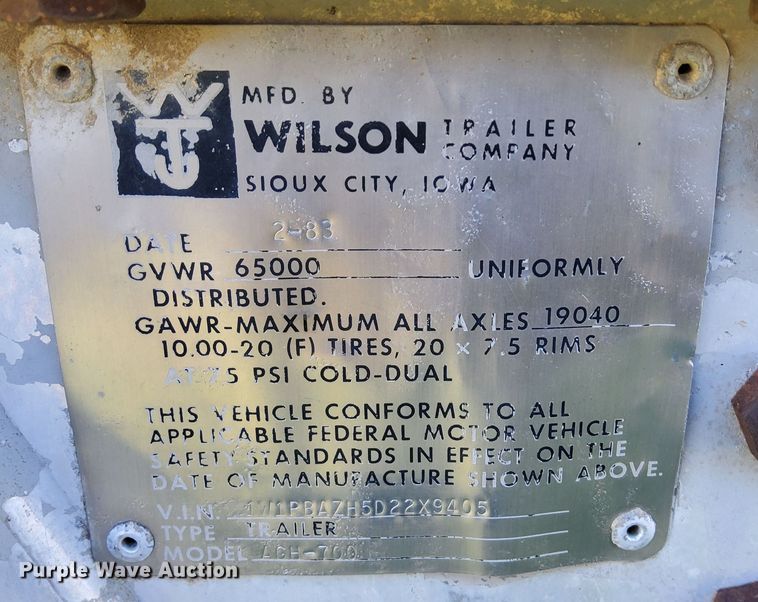 MFD. BY
WILSON TRAILER COMPANY
SIOUX CITY, IOWA
DATE 2-83
GVWR 65000 UNIFORMLY
DISTRIBUTED.
GAWR-MAXIMUM ALL AXLES 19040
10.00-20 (F) TIRES, 20 x 7.5 RIMS
AT 75 PSI COLD-DUAL
THIS VEHICLE CONFORMS TO ALL
APPLICABLE FEDERAL MOTOR VEHICLE
SAFETY STANDARDS IN EFFECT ON THE
DATE OF MANUFACTURE SHOWN ABOVE.
V.I.N.
TYPE TRAILER
MODEL
Purple Wave Auction